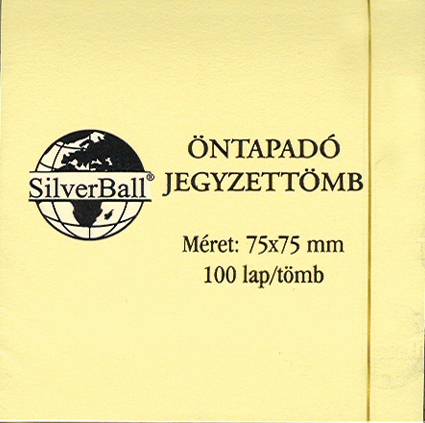 SilverBall®
ÖNTAPADÓ
JEGYZETTÖMB
Méret: 75x75 mm
100 lap/tömb